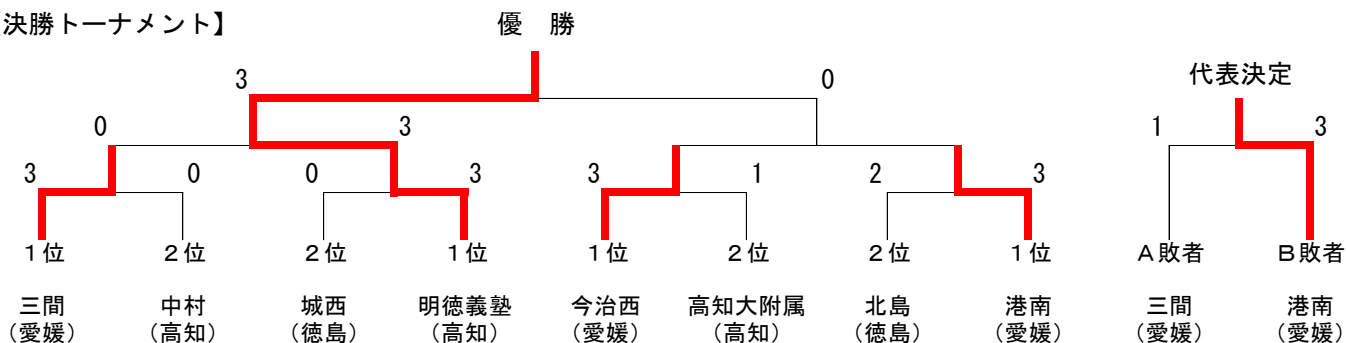 決勝トーナメント】
優　勝
代表決定
3
0
0
3
1
3
3
0
0
3
3
1
2
3
１位
２位
２位
１位
１位
２位
２位
１位
Ａ敗者
Ｂ敗者
三間
中村
城西
明徳義塾
今治西
高知大附属
北島
港南
三間
港南
（愛媛）
（高知）
（徳島）
（高知）
（愛媛）
（高知）
（徳島）
（愛媛）
（愛媛）
（愛媛）